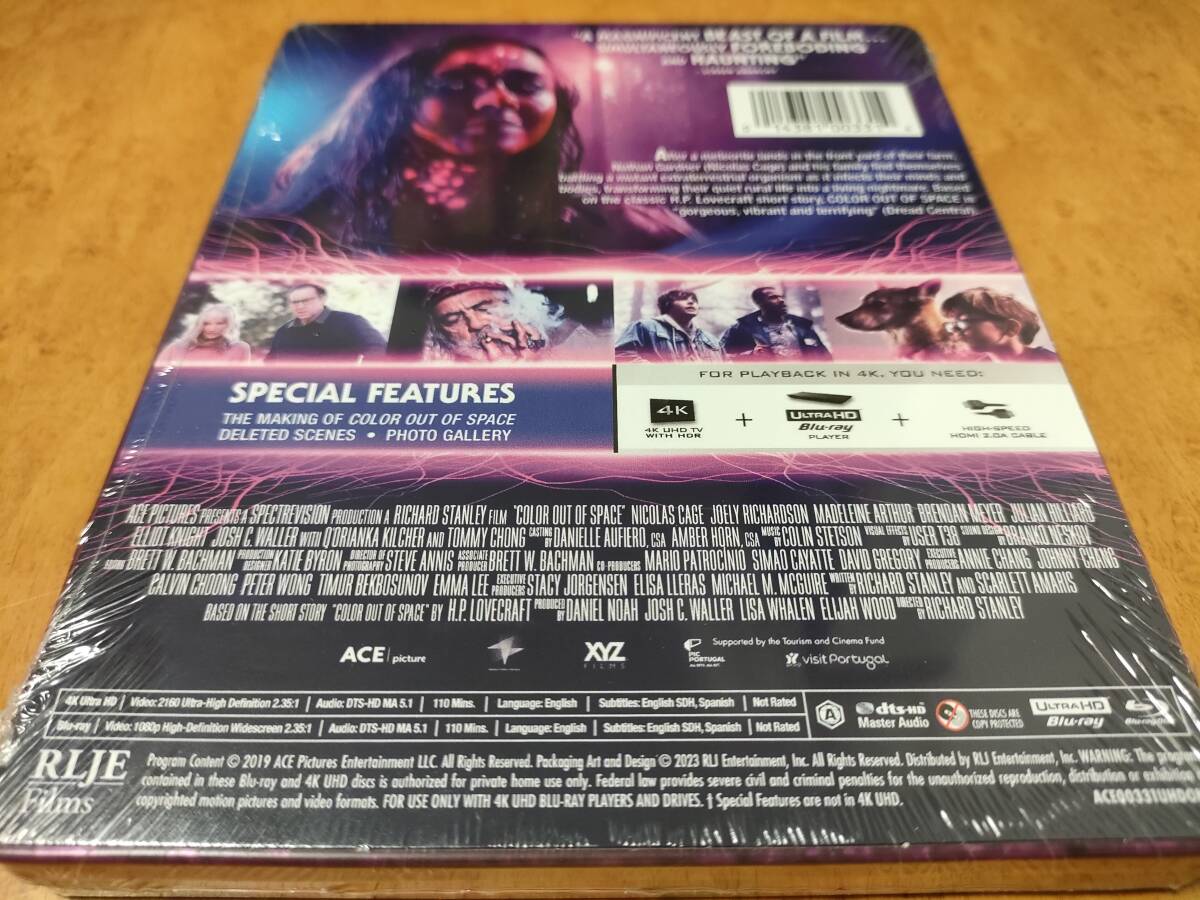 "A MAGNIFICENT BEAST OF A FILM...
SIMULTANEOUSLY FOREBODING
AND HAUNTING"
After a meteorite lands in the front yard of their farm,
Nathan Gardner (Nicolas Cage) and his family find themselves
battling a mutant extraterrestrial organism as it infects their minds and
bodies, transforming their quiet rural life into a living nightmare. Based
on the classic H.P. Lovecraft short story, COLOR OUT OF SPACE is
"gorgeous, vibrant and terrifying" (Dread Central).
SPECIAL FEATURES
THE MAKING OF COLOR OUT OF SPACE
DELETED SCENES • PHOTO GALLERY
FOR PLAYBACK IN 4K, YOU NEED:
4K
4K UHD TV
WITH HDR
+
ULTRA HD
Blu-ray
PLAYER
+
HIGH-SPEED
HDMI 2.0A CABLE
ACE PICTURES PRESENTS A SPECTREVISION PRODUCTION A RICHARD STANLEY FILM "COLOR OUT OF SPACE" NICOLAS CAGE JOELY RICHARDSON MADELEINE ARTHUR BRENDAN MEYER JULIAN HILLIARD
ELLIOT KNIGHT JOSH C. WALLER WITH Q'ORIANKA KILCHER AND TOMMY CHONG CASTING BY DANIELLE AUFIERO, CSA AMBER HORN, CSA MUSIC BY COLIN STETSON VISUAL EFFECTS BY USER T38 SOUND
EDITOR BRETT W. BACHMAN PRODUCTION DESIGNER KATIE BYRON DIRECTOR OF PHOTOGRAPHY STEVE ANNIS ASSOCIATE PRODUCER BRETT W. BACHMAN CO-PRODUCERS MARIO PATROCINIO SIMAO CAYATTE DAVID GREGORY EXECUTIVE PRODUCERS ANNIE CHANG JOHNNY CHANG
CALVIN CHOONG PETER WONG TIMUR BEKBOSUNOV EMMA LEE EXECUTIVE PRODUCERS STACY JORGENSEN ELISA LLERAS MICHAEL M. MCGUIRE WRITTEN BY RICHARD STANLEY AND SCARLETT AMARIS
BASED ON THE SHORT STORY "COLOR OUT OF SPACE" BY H.P. LOVECRAFT PRODUCED BY DANIEL NOAH JOSH C. WALLER LISA WHALEN ELIJAH WOOD DIRECTED BY RICHARD STANLEY
ACE | picture
XYZ
FILMS
PIC
PORTUGAL
Supported by the Tourism and Cinema Fund
visit Portugal
4K Ultra HD | Video: 2160 Ultra-High Definition 2.35:1 | Audio: DTS-HD MA 5.1 | 110 Mins. | Language: English | Subtitles: English SDH, Spanish | Not Rated
Blu-ray | Video: 1080p High-Definition Widescreen 2.35:1 | Audio: DTS-HD MA 5.1 | 110 Mins. | Language: English | Subtitles: English SDH, Spanish | Not Rated
A
dts-HD
Master Audio
THESE DISCS ARE
COPY PROTECTED
ULTRA HD
Blu-ray
RLJE
Films
Program Content © 2019 ACE Pictures Entertainment LLC. All Rights Reserved. Packaging Art and Design © 2023 RLJ Entertainment, Inc. All Rights Reserved. Distributed by RLJ Entertainment, Inc. WARNING: The program
contained in these Blu-ray and 4K UHD discs is authorized for private home use only. Federal law provides severe civil and criminal penalties for the unauthorized reproduction, distribution or exhibition
copyrighted motion pictures and video formats. FOR USE ONLY WITH 4K UHD BLU-RAY PLAYERS AND DRIVES. † Special Features are not in 4K UHD.